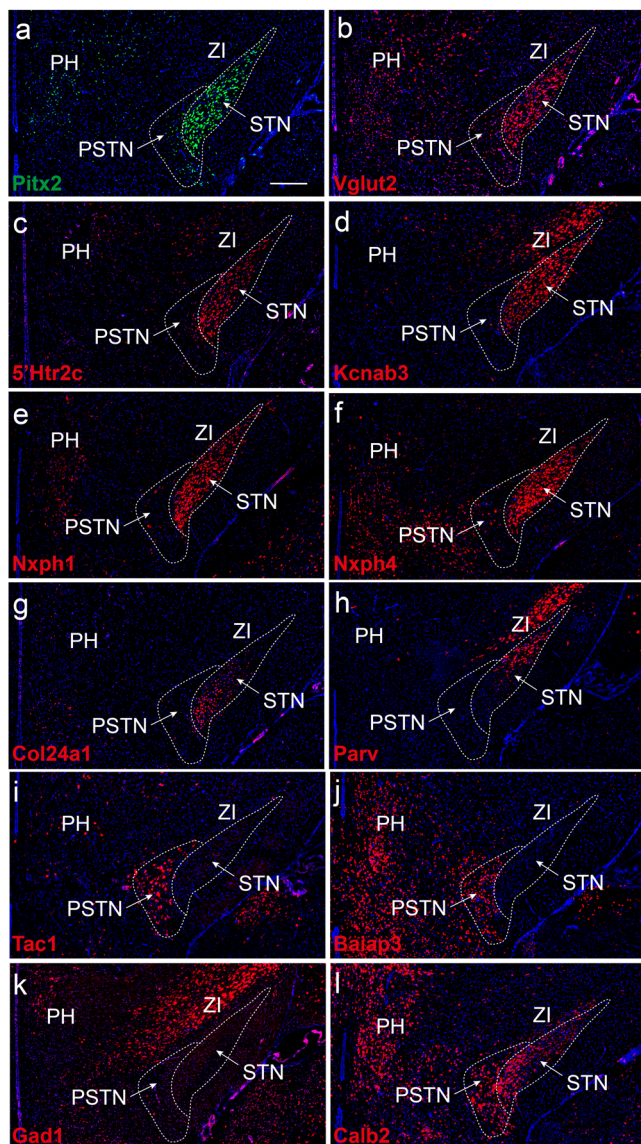 a
PH
ZI
PSTN
STN
Pitx2
b
PH
ZI
PSTN
STN
Vglut2
c
PH
ZI
PSTN
STN
5'Htr2c
d
PH
ZI
PSTN
STN
Kcnab3
e
PH
ZI
PSTN
STN
Nxph1
f
PH
ZI
PSTN
STN
Nxph4
g
PH
ZI
PSTN
STN
Col24a1
h
PH
ZI
PSTN
STN
Parv
i
PH
ZI
PSTN
STN
Tac1
j
PH
ZI
PSTN
STN
Baiap3
k
PH
ZI
PSTN
STN
Gad1
l
PH
ZI
PSTN
STN
Calb2